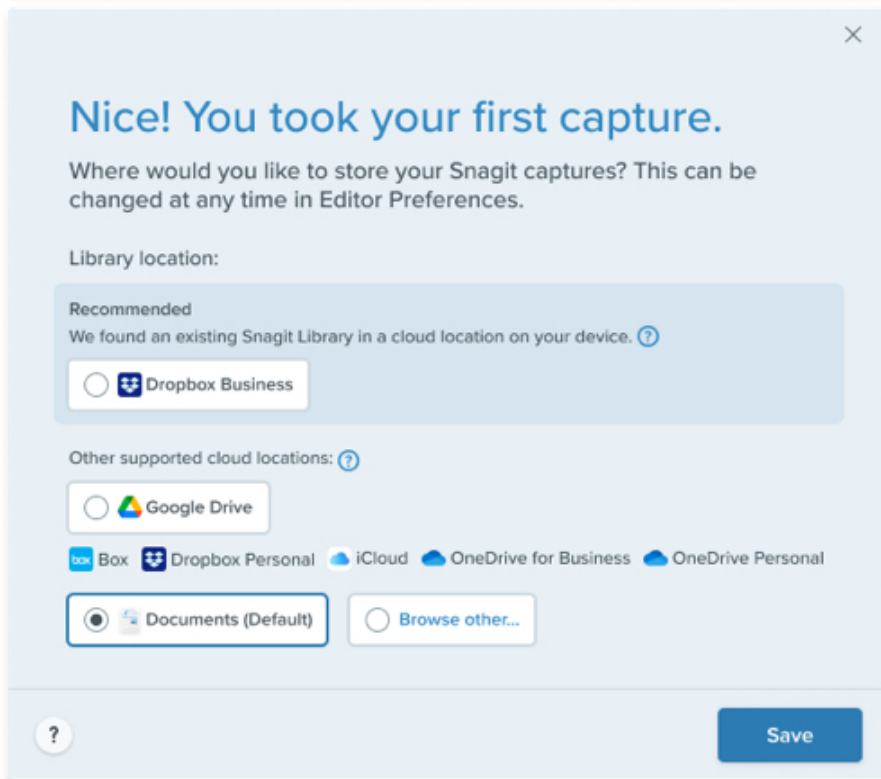 Nice! You took your first capture.
Where would you like to store your Snagit captures? This can be
changed at any time in Editor Preferences.
Library location:
Recommended
We found an existing Snagit Library in a cloud location on your device. ?
Dropbox Business
Other supported cloud locations: ?
Google Drive
box Box Dropbox Personal iCloud OneDrive for Business OneDrive Personal
Documents (Default) Browse other...
? Save